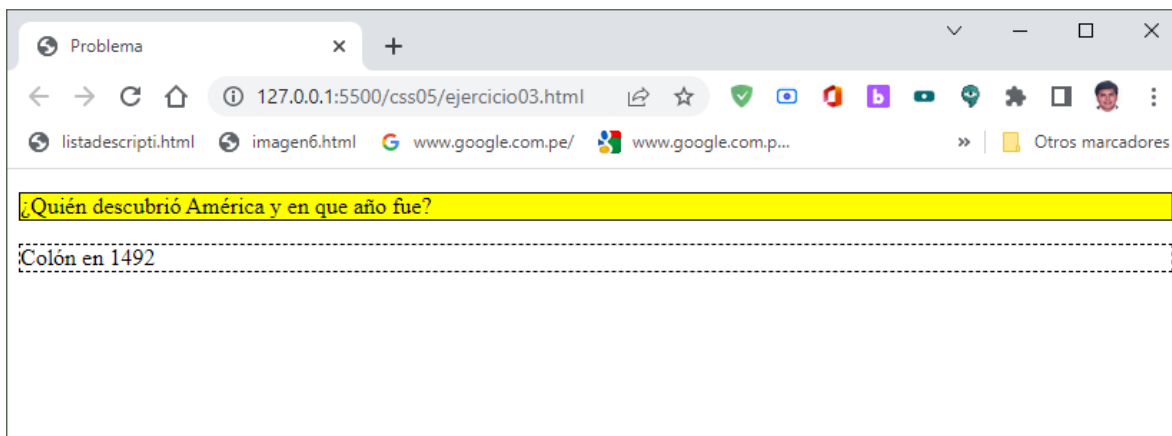 Problema
127.0.0.1:5500/css05/ejercicio03.html
b
listadescripti.html imagen6.html G www.google.com.pe/ www.google.com.p... » Otros marcadores
¿Quién descubrió América y en que año fue?
Colón en 1492